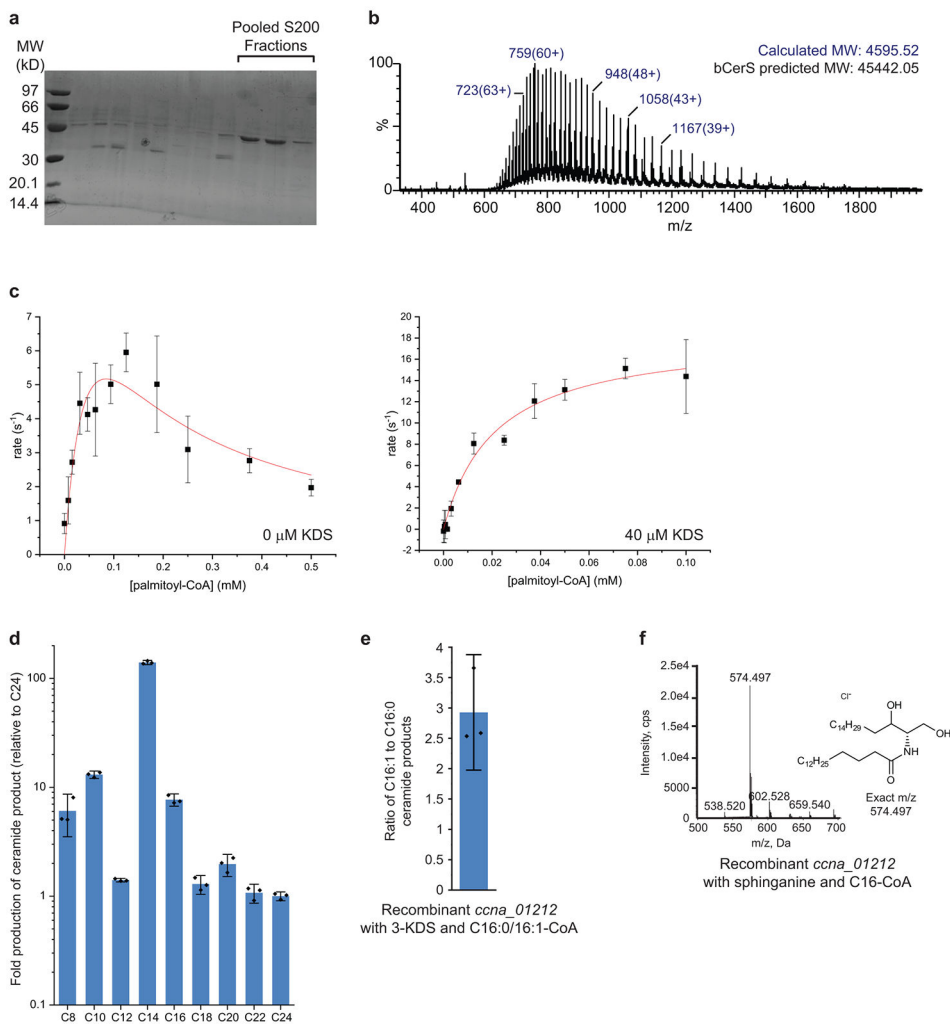 a
Pooled S200
Fractions
MW
(kD)
97
66
45
30
20.1
14.4
b
759(60+)
723(63+)
948(48+)
1058(43+)
1167(39+)
Calculated MW: 4595.52
bCerS predicted MW: 45442.05
100
%
0
400 600 800 1000 1200 1400 1600 1800
m/z
c
7
6
5
4
3
2
1
0
rate (s⁻¹)
0.0 0.1 0.2 0.3 0.4 0.5
[palmitoyl-CoA] (mM)
0 μM KDS
20
18
16
14
12
10
8
6
4
2
0
-2
rate (s⁻¹)
0.00 0.02 0.04 0.06 0.08 0.10
[palmitoyl-CoA] (mM)
40 μM KDS
d
Fold production of ceramide product (relative to C24)
100
10
1
0.1
C8 C10 C12 C14 C16 C18 C20 C22 C24
e
Ratio of C16:1 to C16:0
ceramide products
4
3.5
3
2.5
2
1.5
1
0.5
0
Recombinant ccna_01212
with 3-KDS and C16:0/16:1-CoA
f
Intensity, cps
2.5e4
2.0e4
1.5e4
1.0e4
5000
0
574.497
538.520
602.528
659.540
500 550 600 650 700
m/z, Da
Cl⁻
OH
C₁₄H₂₉
OH
NH
C₁₂H₂₅
O
Exact m/z
574.497
Recombinant ccna_01212
with sphinganine and C16-CoA